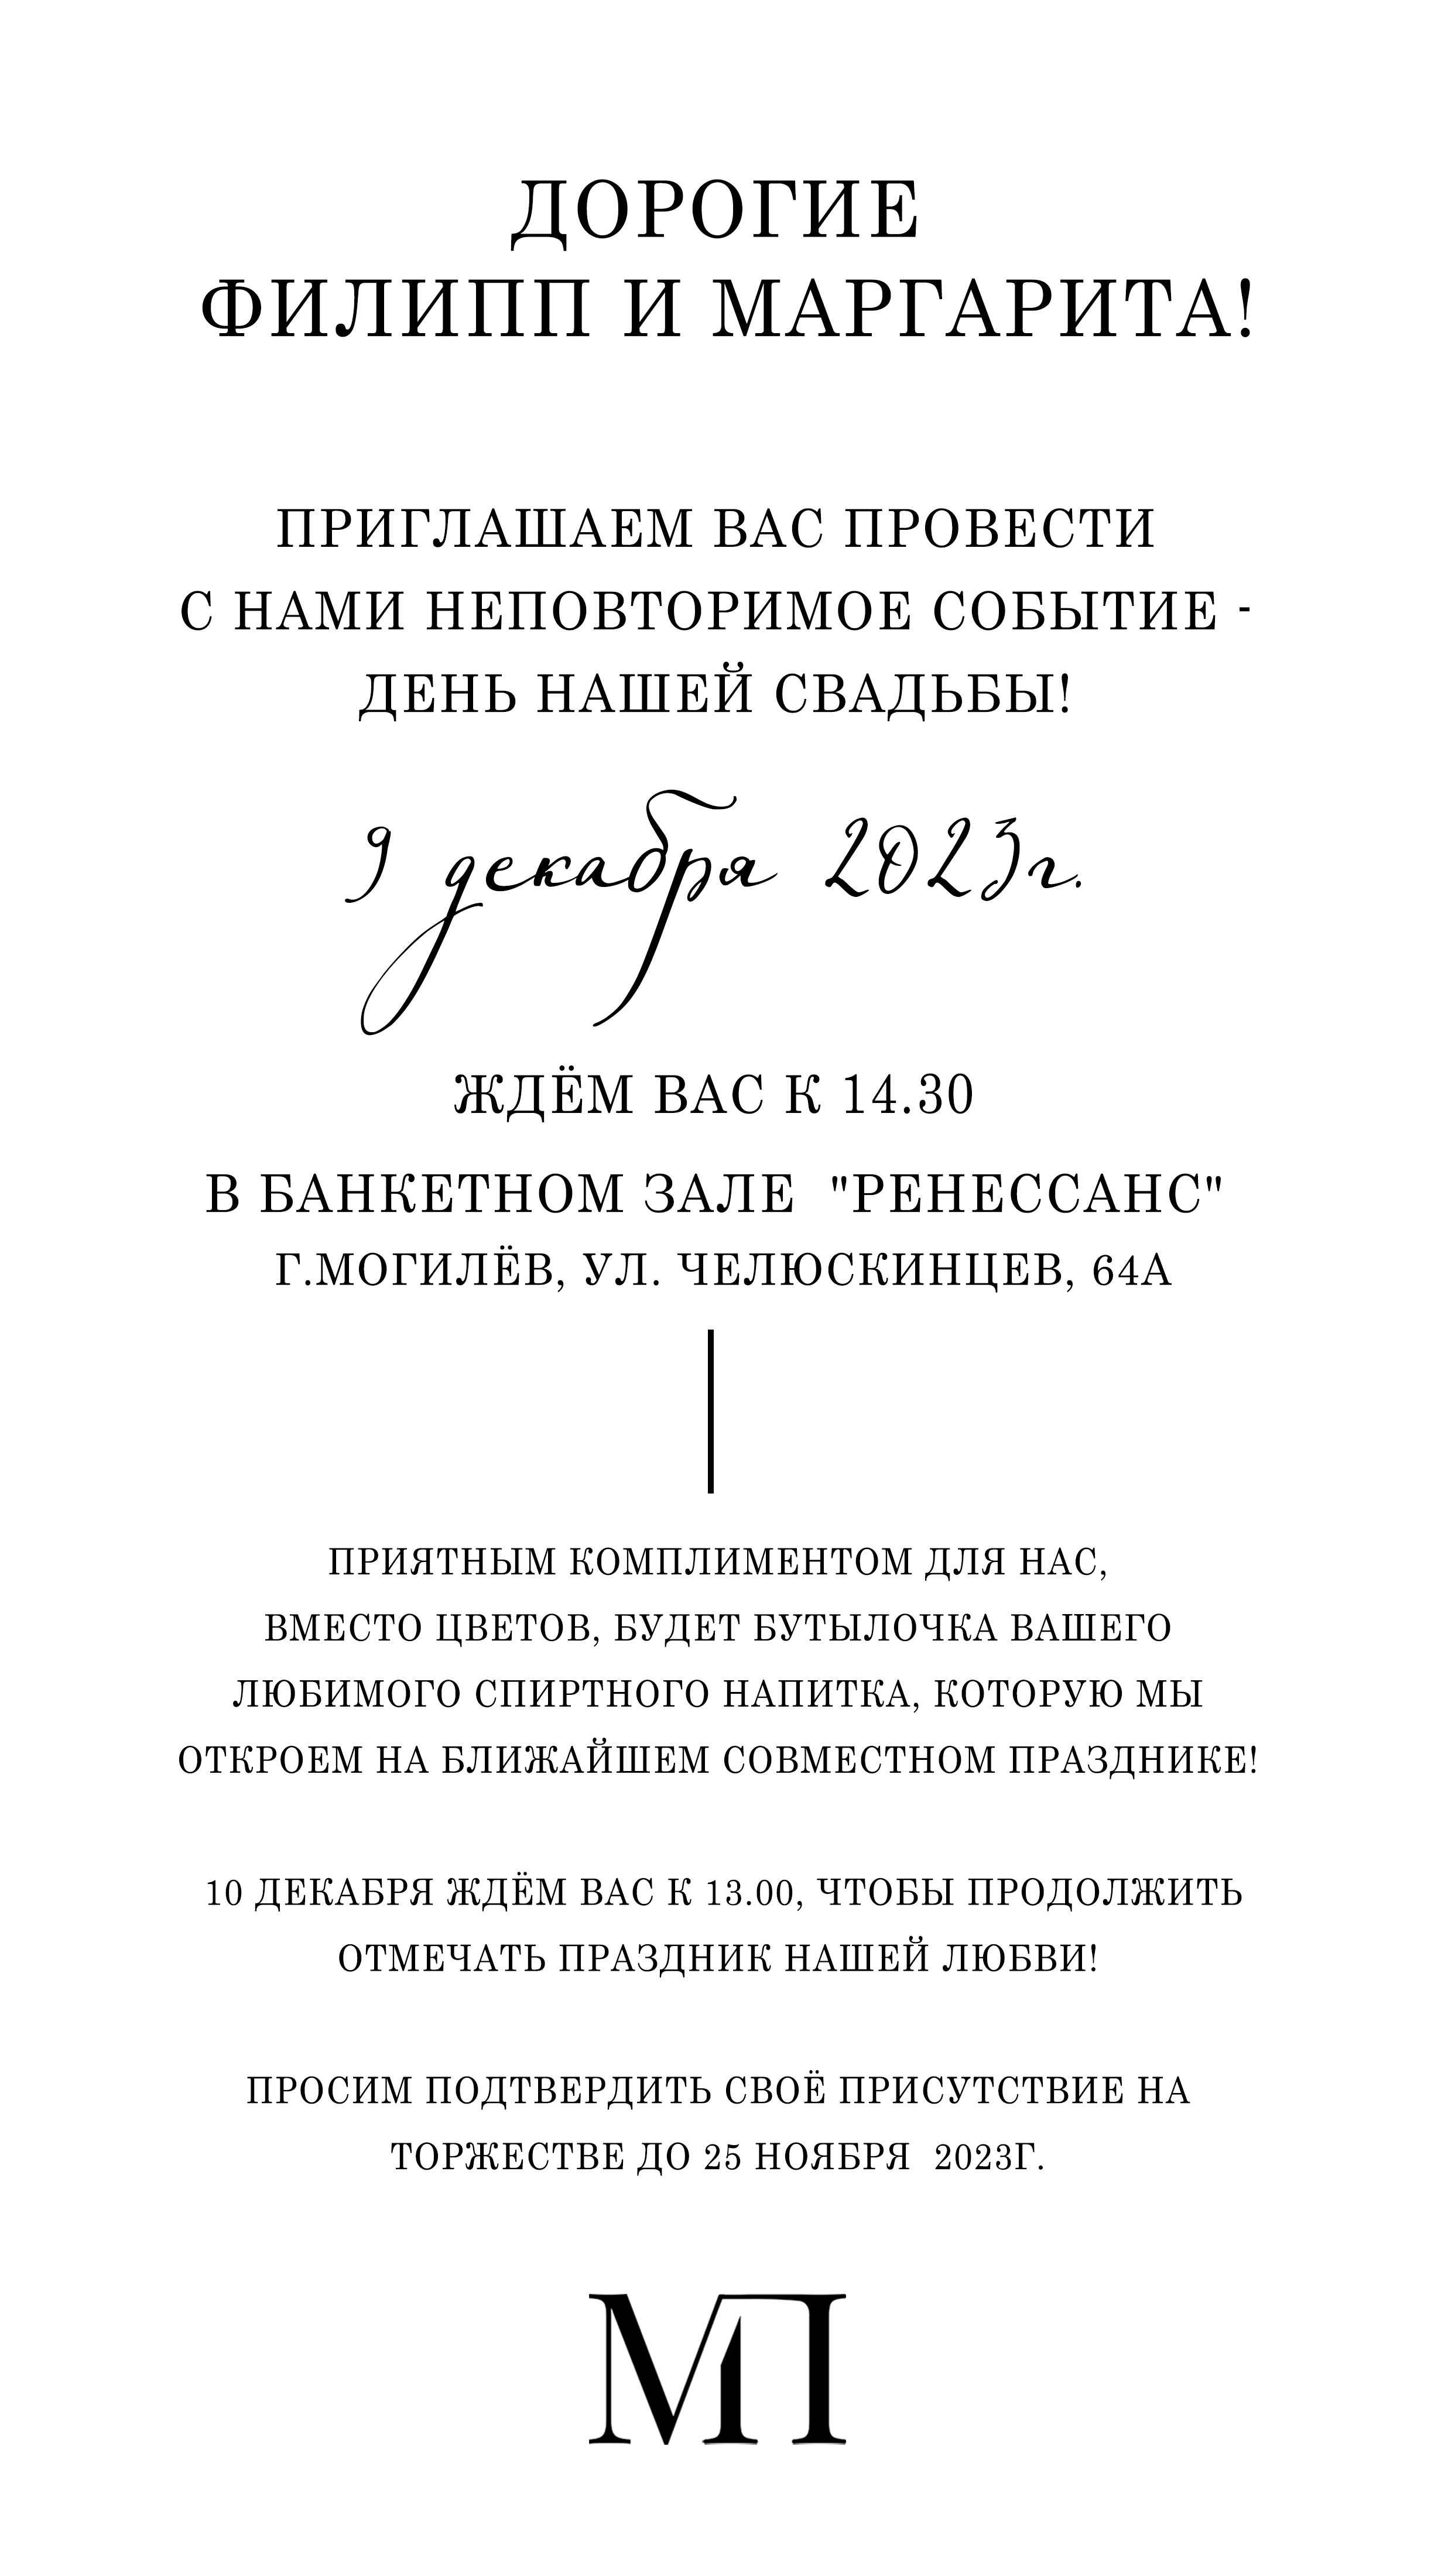 ДОРОГИЕ
ФИЛИПП И МАРГАРИТА!
ПРИГЛАШАЕМ ВАС ПРОВЕСТИ
С НАМИ НЕПОВТОРИМОЕ СОБЫТИЕ -
ДЕНЬ НАШЕЙ СВАДЬБЫ!
9 декабря 2023г.
ЖДЁМ ВАС К 14.30
В БАНКЕТНОМ ЗАЛЕ "РЕНЕССАНС"
Г.МОГИЛЁВ, УЛ. ЧЕЛЮСКИНЦЕВ, 64А
ПРИЯТНЫМ КОМПЛИМЕНТОМ ДЛЯ НАС,
ВМЕСТО ЦВЕТОВ, БУДЕТ БУТЫЛОЧКА ВАШЕГО
ЛЮБИМОГО СПИРТНОГО НАПИТКА, КОТОРУЮ МЫ
ОТКРОЕМ НА БЛИЖАЙШЕМ СОВМЕСТНОМ ПРАЗДНИКЕ!
10 ДЕКАБРЯ ЖДЁМ ВАС К 13.00, ЧТОБЫ ПРОДОЛЖИТЬ
ОТМЕЧАТЬ ПРАЗДНИК НАШЕЙ ЛЮБВИ!
ПРОСИМ ПОДТВЕРДИТЬ СВОЁ ПРИСУТСТВИЕ НА
ТОРЖЕСТВЕ ДО 25 НОЯБРЯ 2023Г.
МП